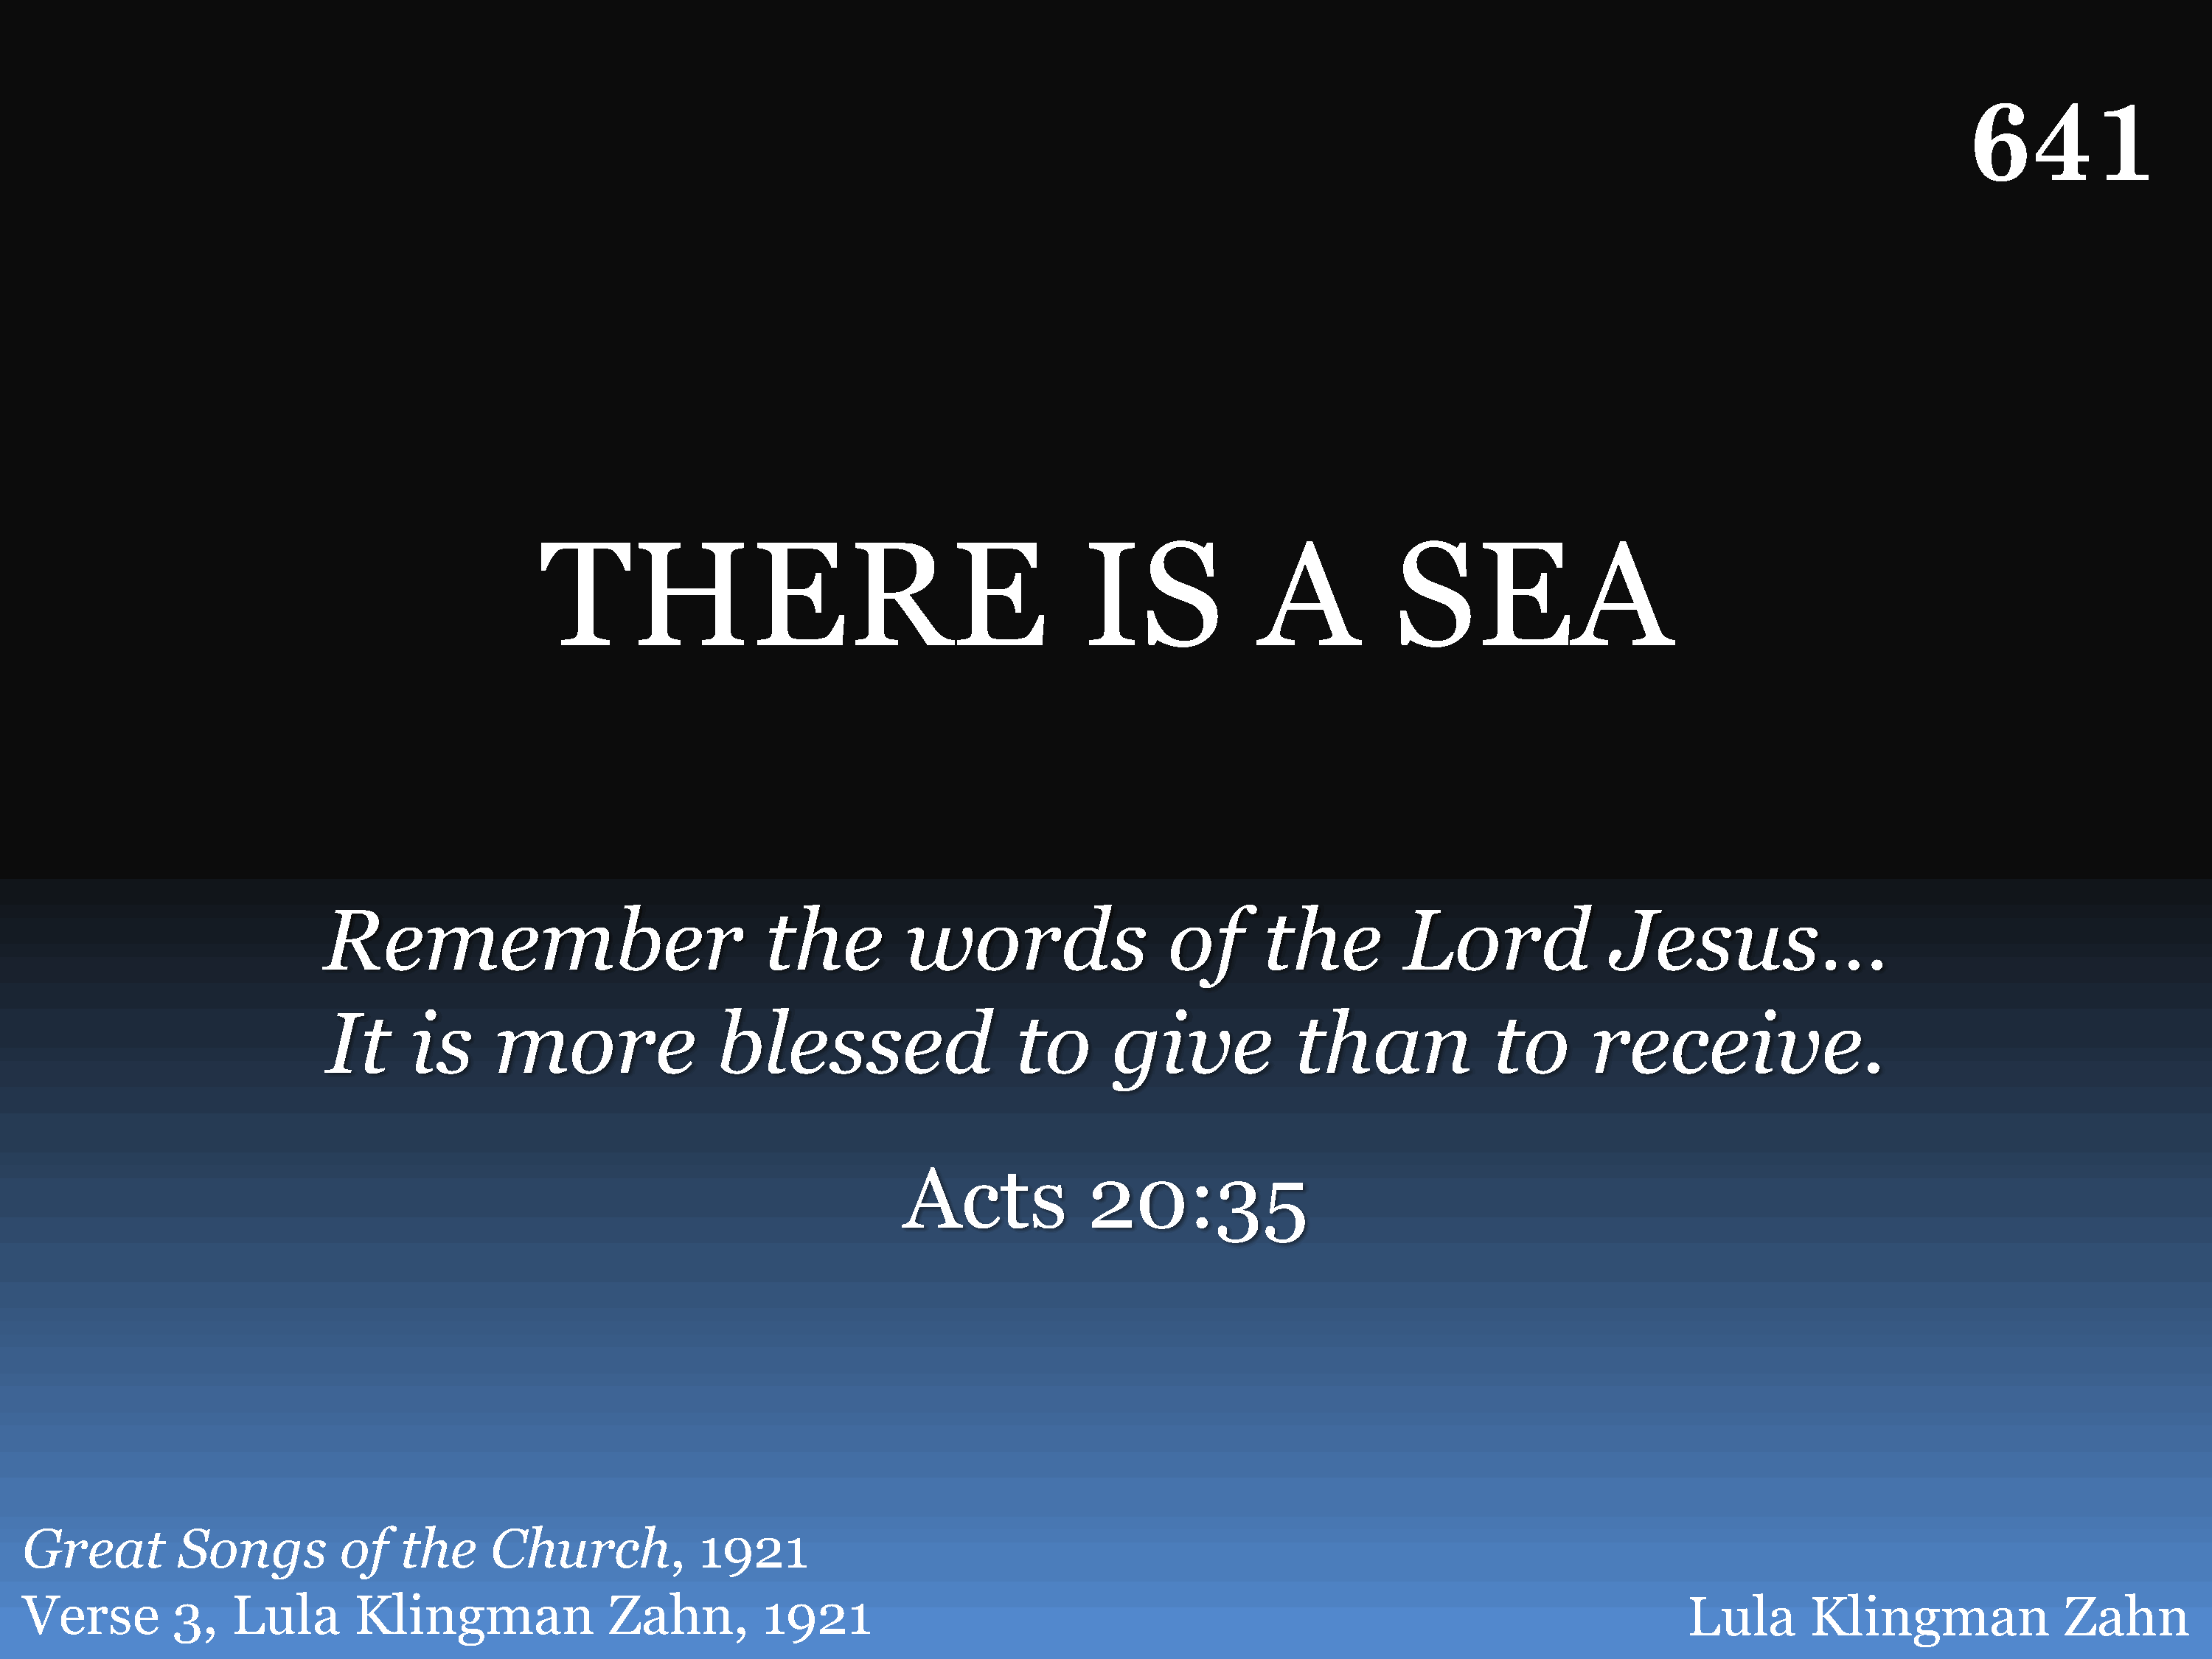 641
THERE IS A SEA
Remember the words of the Lord Jesus...
It is more blessed to give than to receive.
Acts 20:35
Great Songs of the Church, 1921
Verse 3, Lula Klingman Zahn, 1921
Lula Klingman Zahn